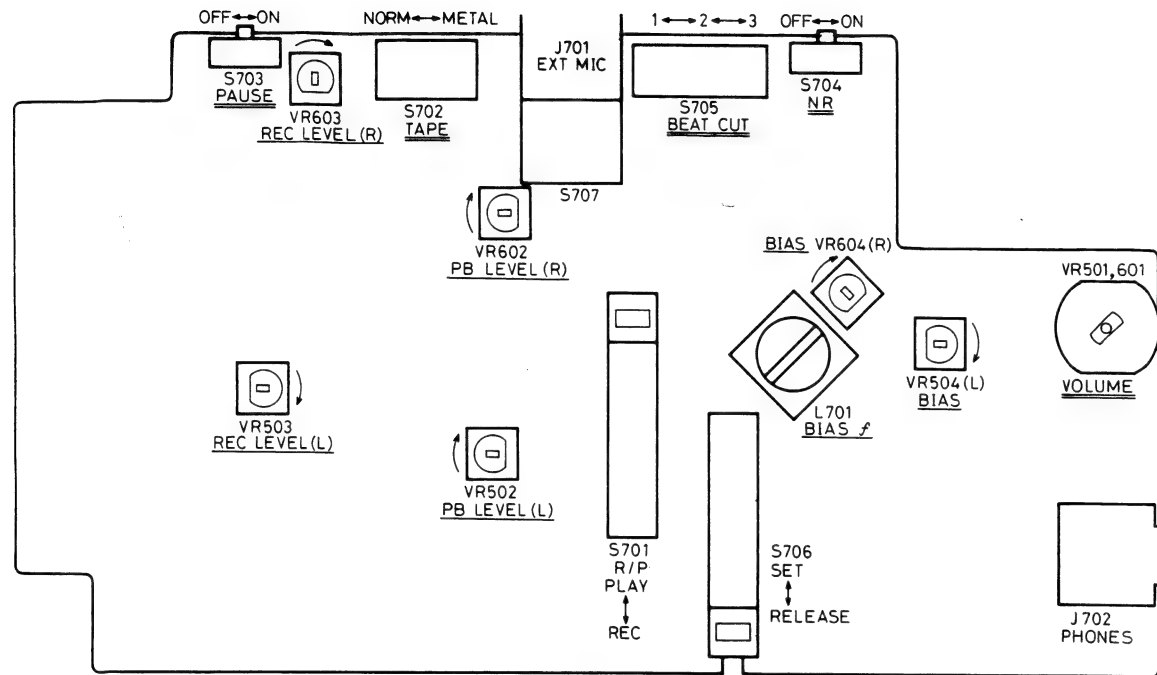 OFF↔ON
NORM↔METAL
1↔2↔3
OFF↔ON
J701
EXT MIC
S703
PAUSE
VR603
REC LEVEL(R)
S702
TAPE
S705
BEAT CUT
S704
NR
S707
VR602
PB LEVEL(R)
BIAS VR604(R)
VR501,601
VOLUME
VR504(L)
BIAS
L701
BIAS f
VR503
REC LEVEL(L)
VR502
PB LEVEL(L)
S701
R/P
PLAY
↕
REC
S706
SET
↕
RELEASE
J702
PHONES